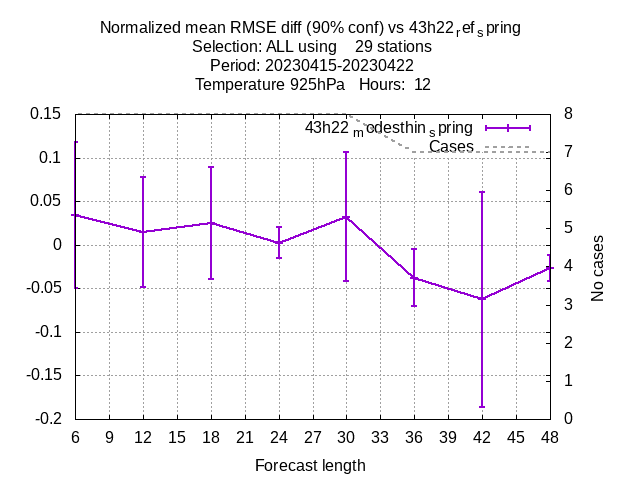 Normalized mean RMSE diff (90% conf) vs 43h22ref spring
Selection: ALL using    29 stations
Period: 20230415-20230422
Temperature 925hPa   Hours:  12
43h22modesthinspring
Cases
0.15
0.1
0.05
0
-0.05
-0.1
-0.15
-0.2
8
7
6
5
4
3
2
1
0
No cases
6 9 12 15 18 21 24 27 30 33 36 39 42 45 48
Forecast length